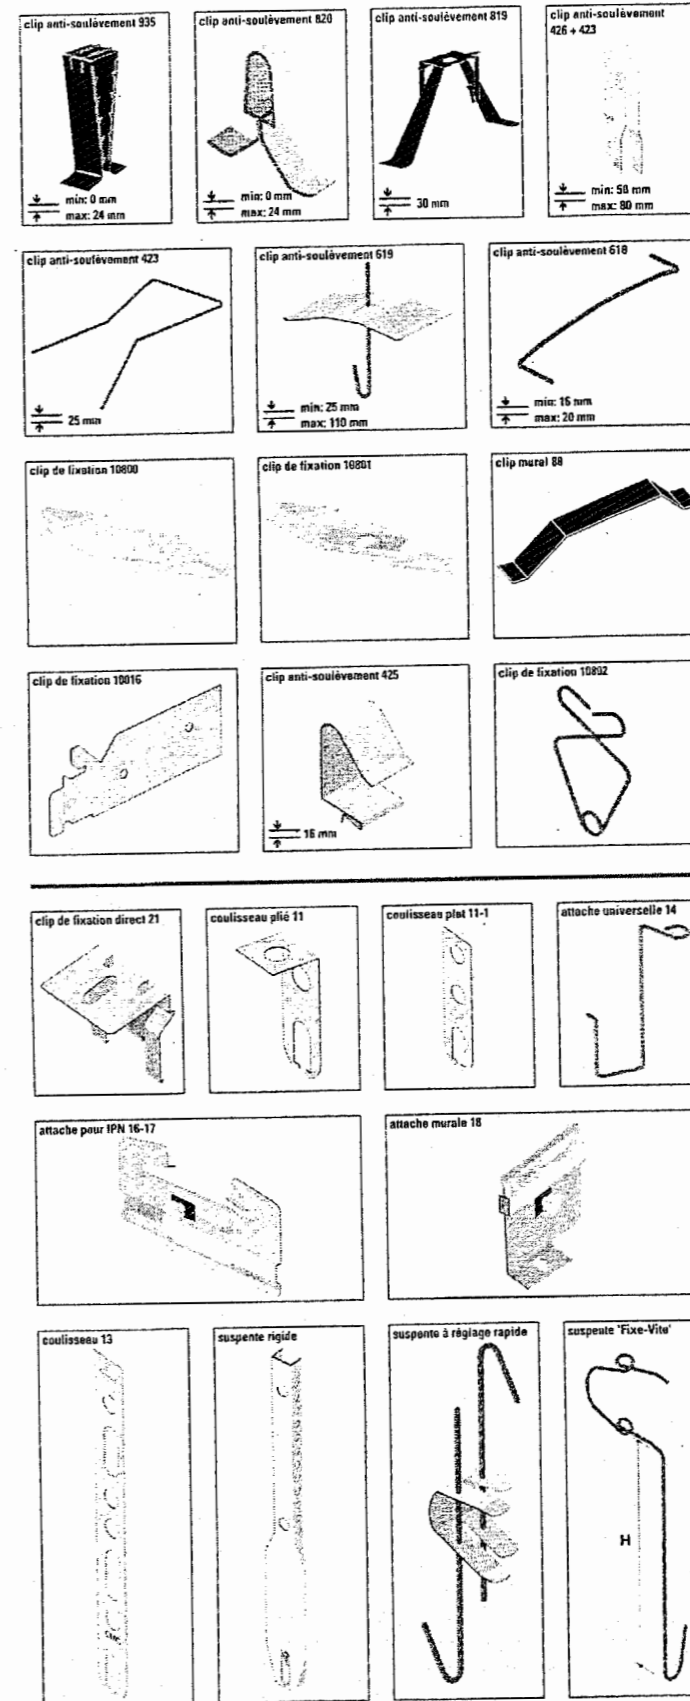 clip anti-soulèvement 935
min: 0 mm
max: 24 mm
clip anti-soulèvement 820
min: 0 mm
max: 24 mm
clip anti-soulèvement 819
30 mm
clip anti-soulèvement
426 + 423
min: 50 mm
max: 80 mm
clip anti-soulèvement 423
25 mm
clip anti-soulèvement 619
min: 25 mm
max: 110 mm
clip anti-soulèvement 618
min: 16 mm
max: 20 mm
clip de fixation 10800
clip de fixation 10801
clip mural 88
clip de fixation 10016
clip anti-soulèvement 425
16 mm
clip de fixation 10802
clip de fixation direct 21
coulisseau plié 11
coulisseau plat 11-1
attache universelle 14
attache pour IPN 16-17
attache murale 18
coulisseau 13
suspente rigide
suspente à réglage rapide
suspente 'Fixe-Vite'
H